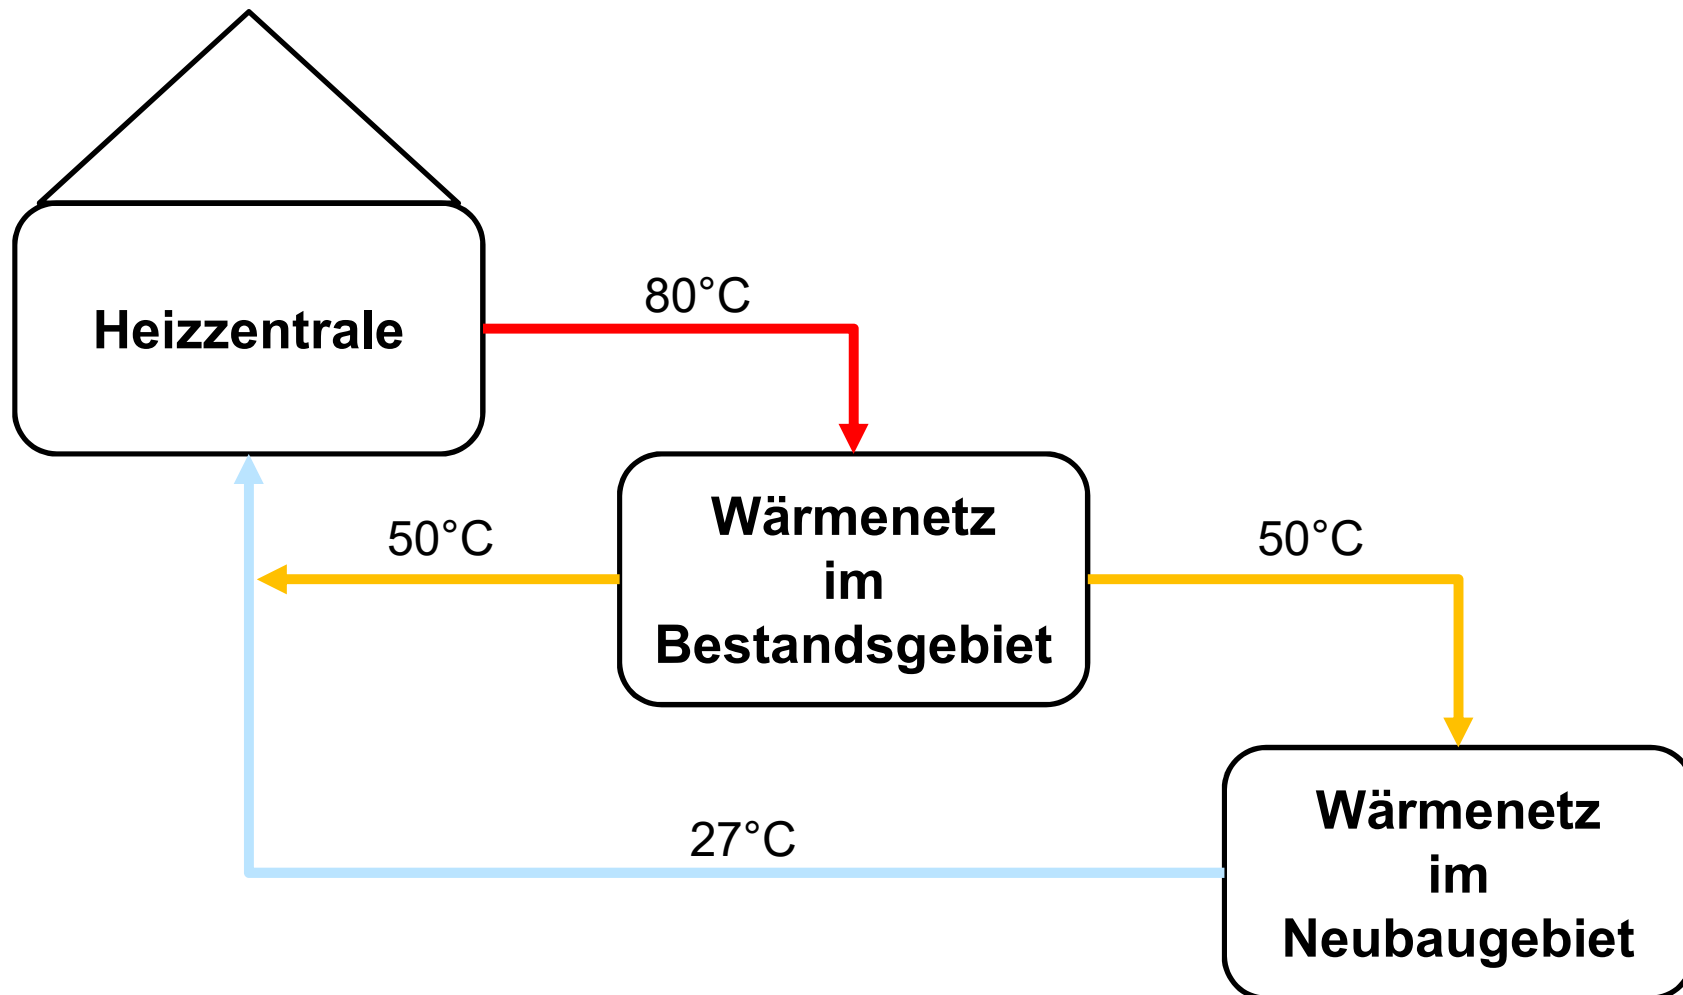 80°C
Heizzentrale
Wärmenetz
im
Bestandsgebiet
50°C
50°C
Wärmenetz
im
Neubaugebiet
27°C